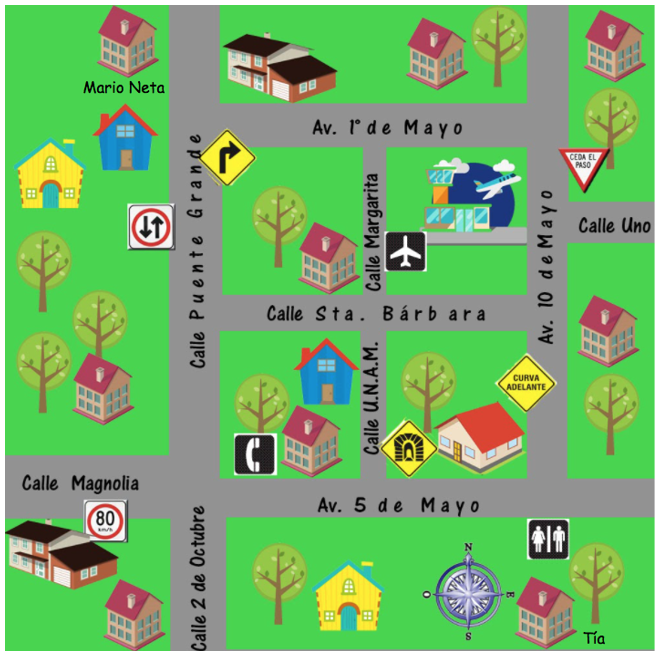 Mario Neta
Av. 1° de Mayo
Calle Puente Grande
CEDA EL
PASO
Calle Margarita
Av. 10 de Mayo
Calle Uno
Calle Sta. Bárbara
Calle U.N.A.M.
CURVA
ADELANTE
Calle Magnolia
80
km/h
Av. 5 de Mayo
Calle 2 de Octubre
N
O
E
S
Tía